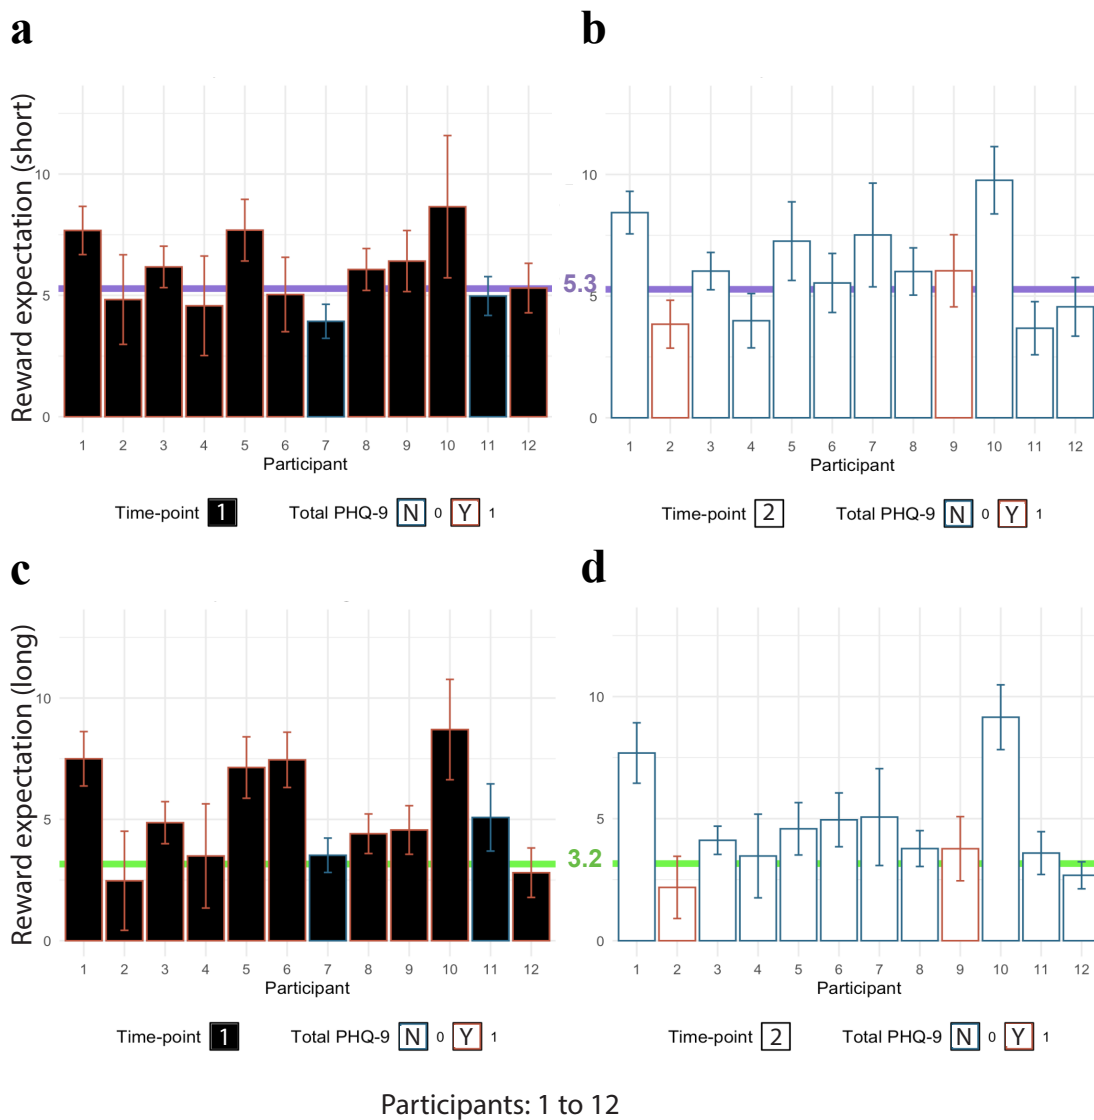 a
Reward expectation (short)
10
5
0
1 2 3 4 5 6 7 8 9 10 11 12
Participant
Time-point 1 Total PHQ-9 N 0 Y 1
b
10
5.3
5
0
1 2 3 4 5 6 7 8 9 10 11 12
Participant
Time-point 2 Total PHQ-9 N 0 Y 1
c
Reward expectation (long)
10
5
0
1 2 3 4 5 6 7 8 9 10 11 12
Participant
Time-point 1 Total PHQ-9 N 0 Y 1
d
10
5
3.2
0
1 2 3 4 5 6 7 8 9 10 11 12
Participant
Time-point 2 Total PHQ-9 N 0 Y 1
Participants: 1 to 12